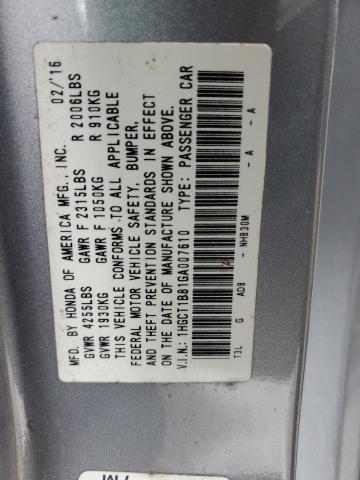 MFD. BY HONDA OF AMERICA MFG., INC. 02/'16
GVWR 4255LBS GAWR F 2315LBS R 2006LBS
GVWR 1930KG GAWR F 1050KG R 910KG
THIS VEHICLE CONFORMS TO ALL APPLICABLE
FEDERAL MOTOR VEHICLE SAFETY, BUMPER,
AND THEFT PREVENTION STANDARDS IN EFFECT
ON THE DATE OF MANUFACTURE SHOWN ABOVE.
V.I.N.: 1HGCT1B81GA007610 TYPE: PASSENGER CAR
T3L G AD8 NH830M - A - A